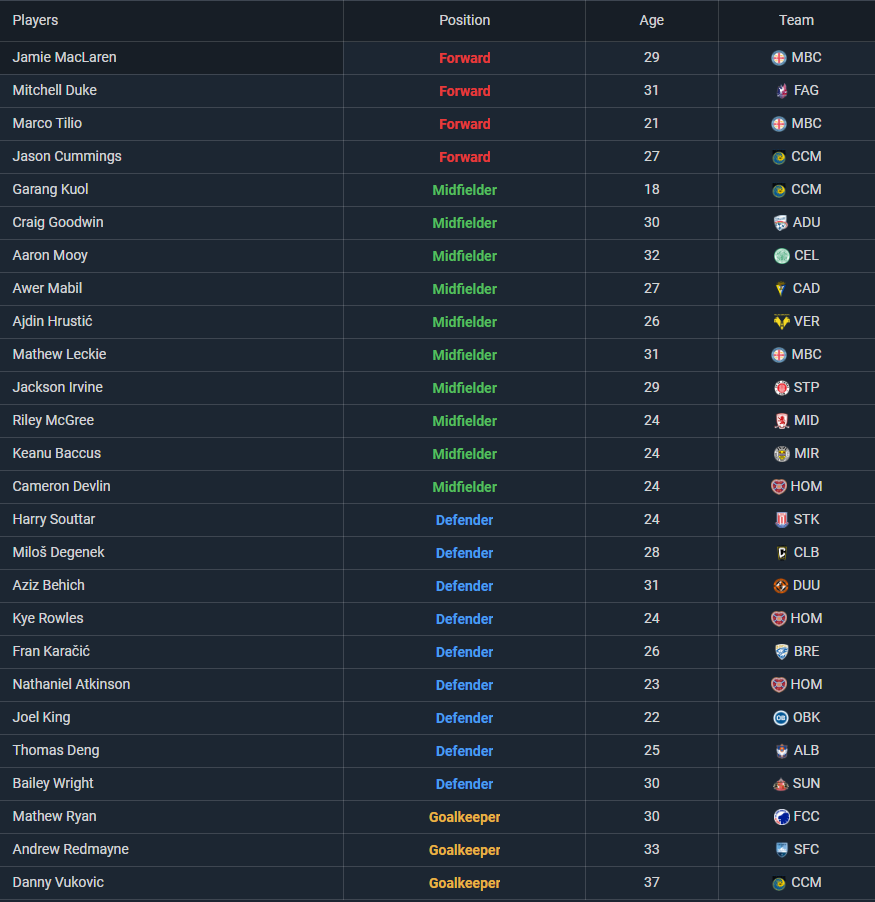 Players Position Age Team
Jamie MacLaren Forward 29 MBC
Mitchell Duke Forward 31 FAG
Marco Tilio Forward 21 MBC
Jason Cummings Forward 27 CCM
Garang Kuol Midfielder 18 CCM
Craig Goodwin Midfielder 30 ADU
Aaron Mooy Midfielder 32 CEL
Awer Mabil Midfielder 27 CAD
Ajdin Hrustić Midfielder 26 VER
Mathew Leckie Midfielder 31 MBC
Jackson Irvine Midfielder 29 STP
Riley McGree Midfielder 24 MID
Keanu Baccus Midfielder 24 MIR
Cameron Devlin Midfielder 24 HOM
Harry Souttar Defender 24 STK
Miloš Degenek Defender 28 CLB
Aziz Behich Defender 31 DUU
Kye Rowles Defender 24 HOM
Fran Karačić Defender 26 BRE
Nathaniel Atkinson Defender 23 HOM
Joel King Defender 22 OBK
Thomas Deng Defender 25 ALB
Bailey Wright Defender 30 SUN
Mathew Ryan Goalkeeper 30 FCC
Andrew Redmayne Goalkeeper 33 SFC
Danny Vukovic Goalkeeper 37 CCM